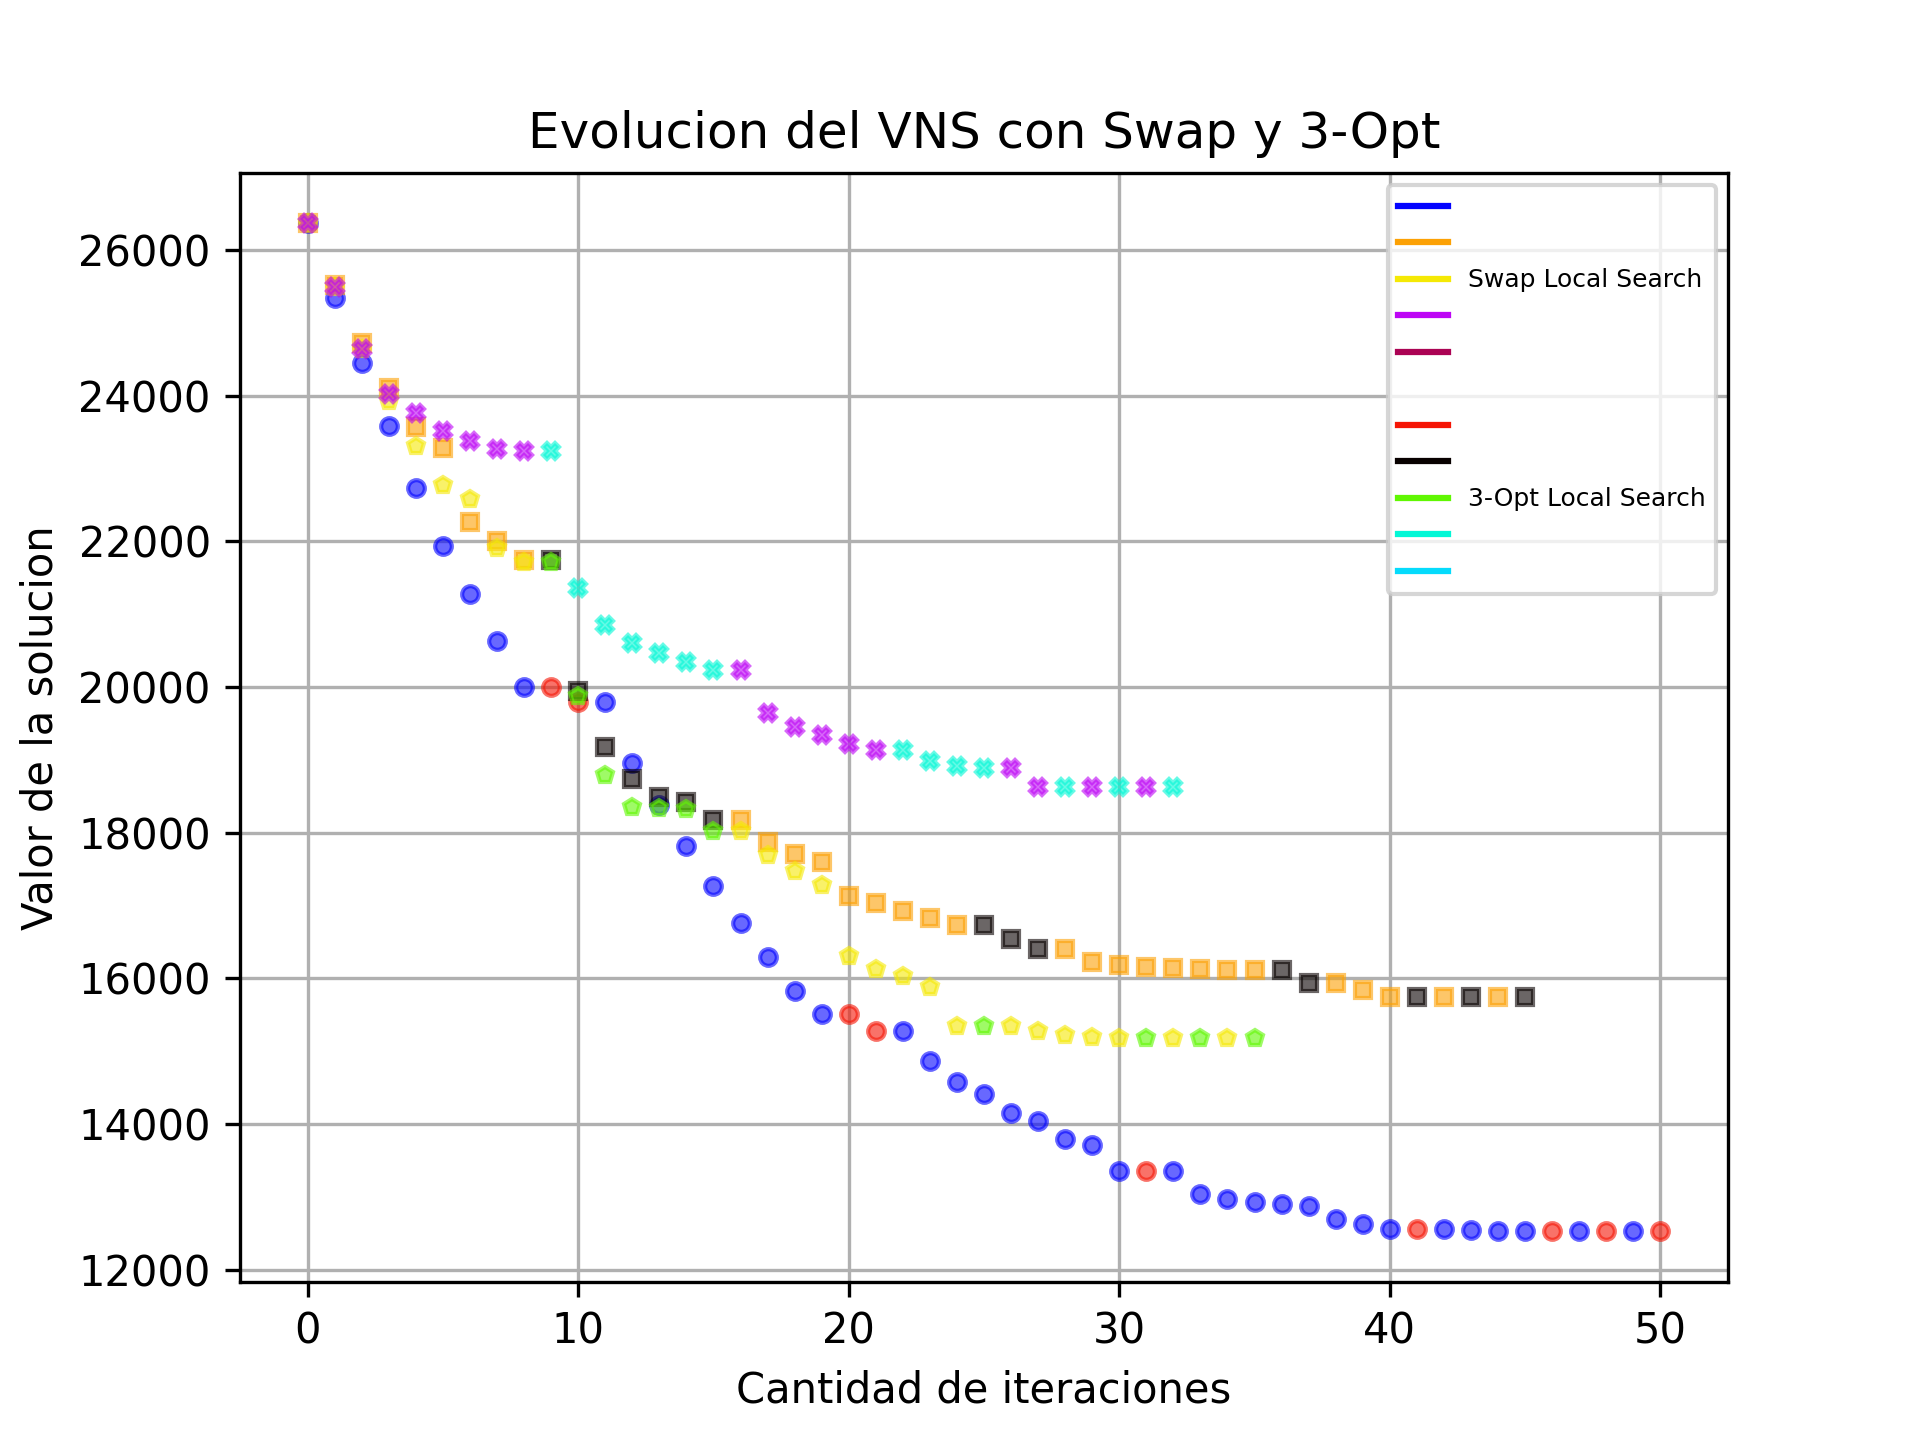 Evolucion del VNS con Swap y 3-Opt
Valor de la solucion
26000
24000
22000
20000
18000
16000
14000
12000
Swap Local Search
3-Opt Local Search
0 10 20 30 40 50
Cantidad de iteraciones